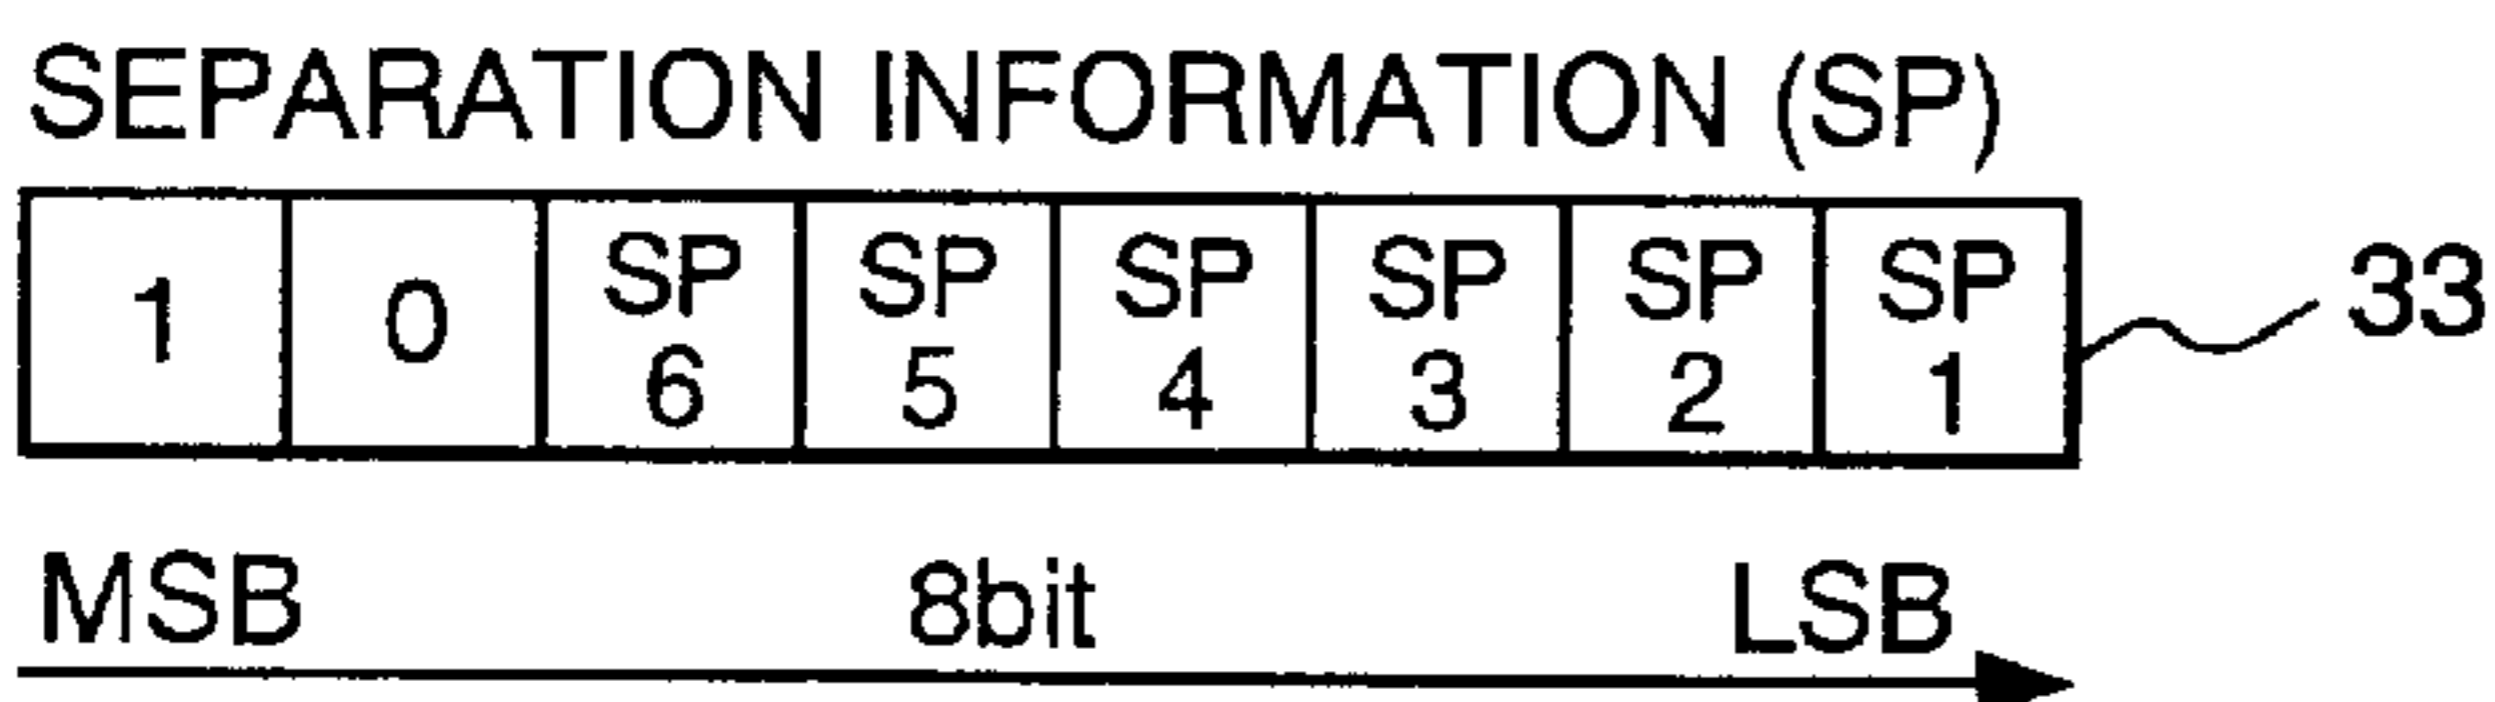 SEPARATION INFORMATION (SP)
1 0 SP 6 SP 5 SP 4 SP 3 SP 2 SP 1 33
MSB 8bit LSB